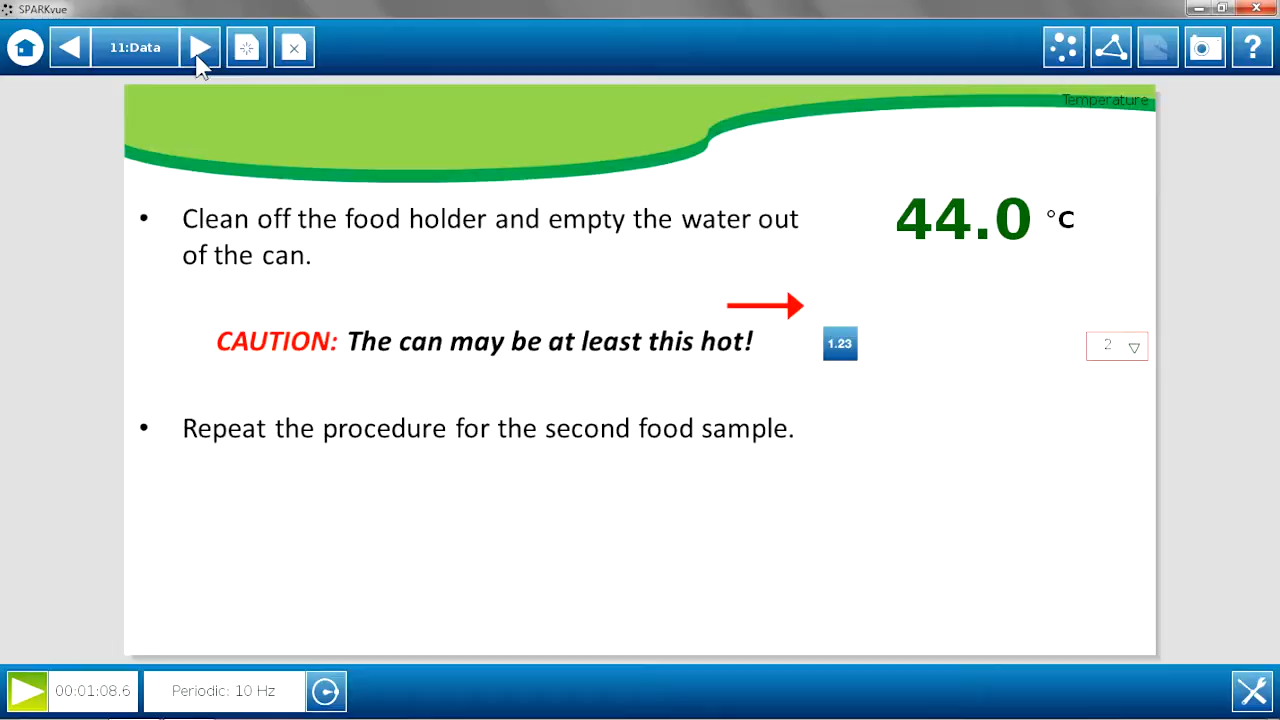 SPARKvue
11:Data
?
Temperature
• Clean off the food holder and empty the water out
of the can.
44.0 °C
CAUTION: The can may be at least this hot!
1.23
2
• Repeat the procedure for the second food sample.
00:01:08.6
Periodic: 10 Hz